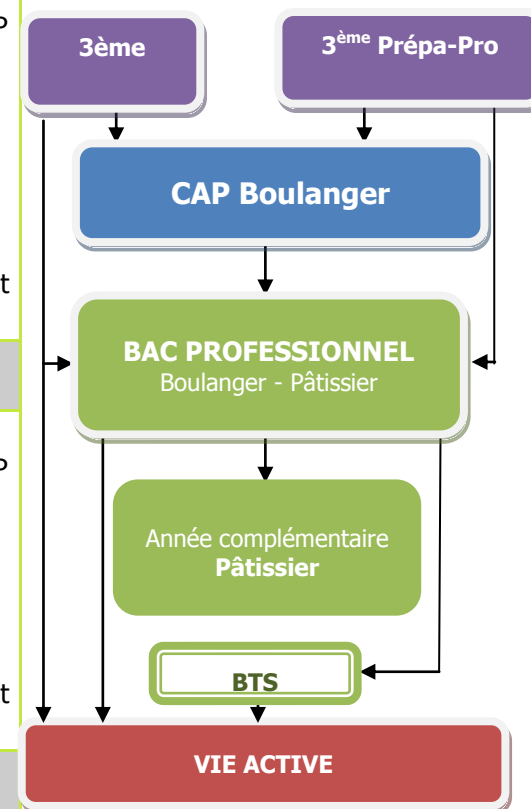 P
3ème
3ème Prépa-Pro
CAP Boulanger
t
BAC PROFESSIONNEL
Boulanger - Pâtissier
P
Année complémentaire
Pâtissier
BTS
t
VIE ACTIVE